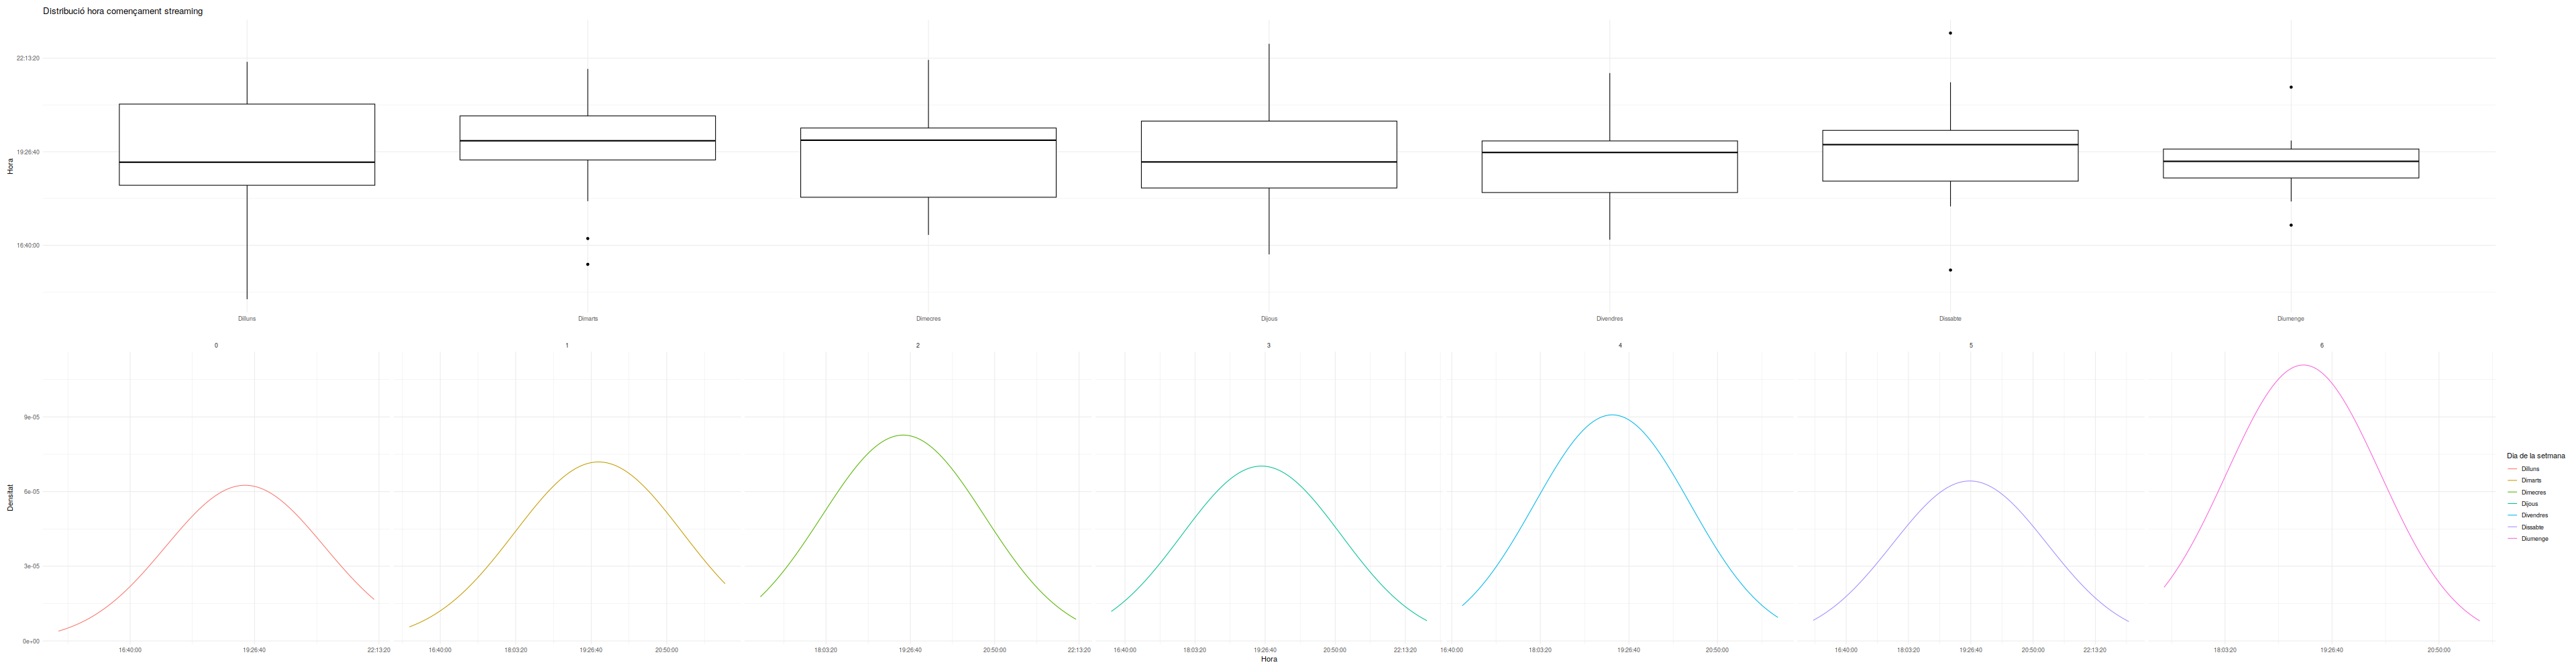 Distribució hora començament streaming
Hora
22:13:20
19:26:40
16:40:00
Dilluns Dimarts Dimecres Dijous Divendres Dissabte Diumenge
0 1 2 3 4 5 6
Densitat
9e-05
6e-05
3e-05
0e+00
16:40:00 19:26:40 22:13:20 16:40:00 18:03:20 19:26:40 20:50:00 18:03:20 19:26:40 20:50:00 22:13:20 16:40:00 18:03:20 19:26:40 20:50:00 22:13:20 16:40:00 18:03:20 19:26:40 20:50:00 16:40:00 18:03:20 19:26:40 20:50:00 22:13:20 18:03:20 19:26:40 20:50:00
Hora
Dia de la setmana
Dilluns
Dimarts
Dimecres
Dijous
Divendres
Dissabte
Diumenge